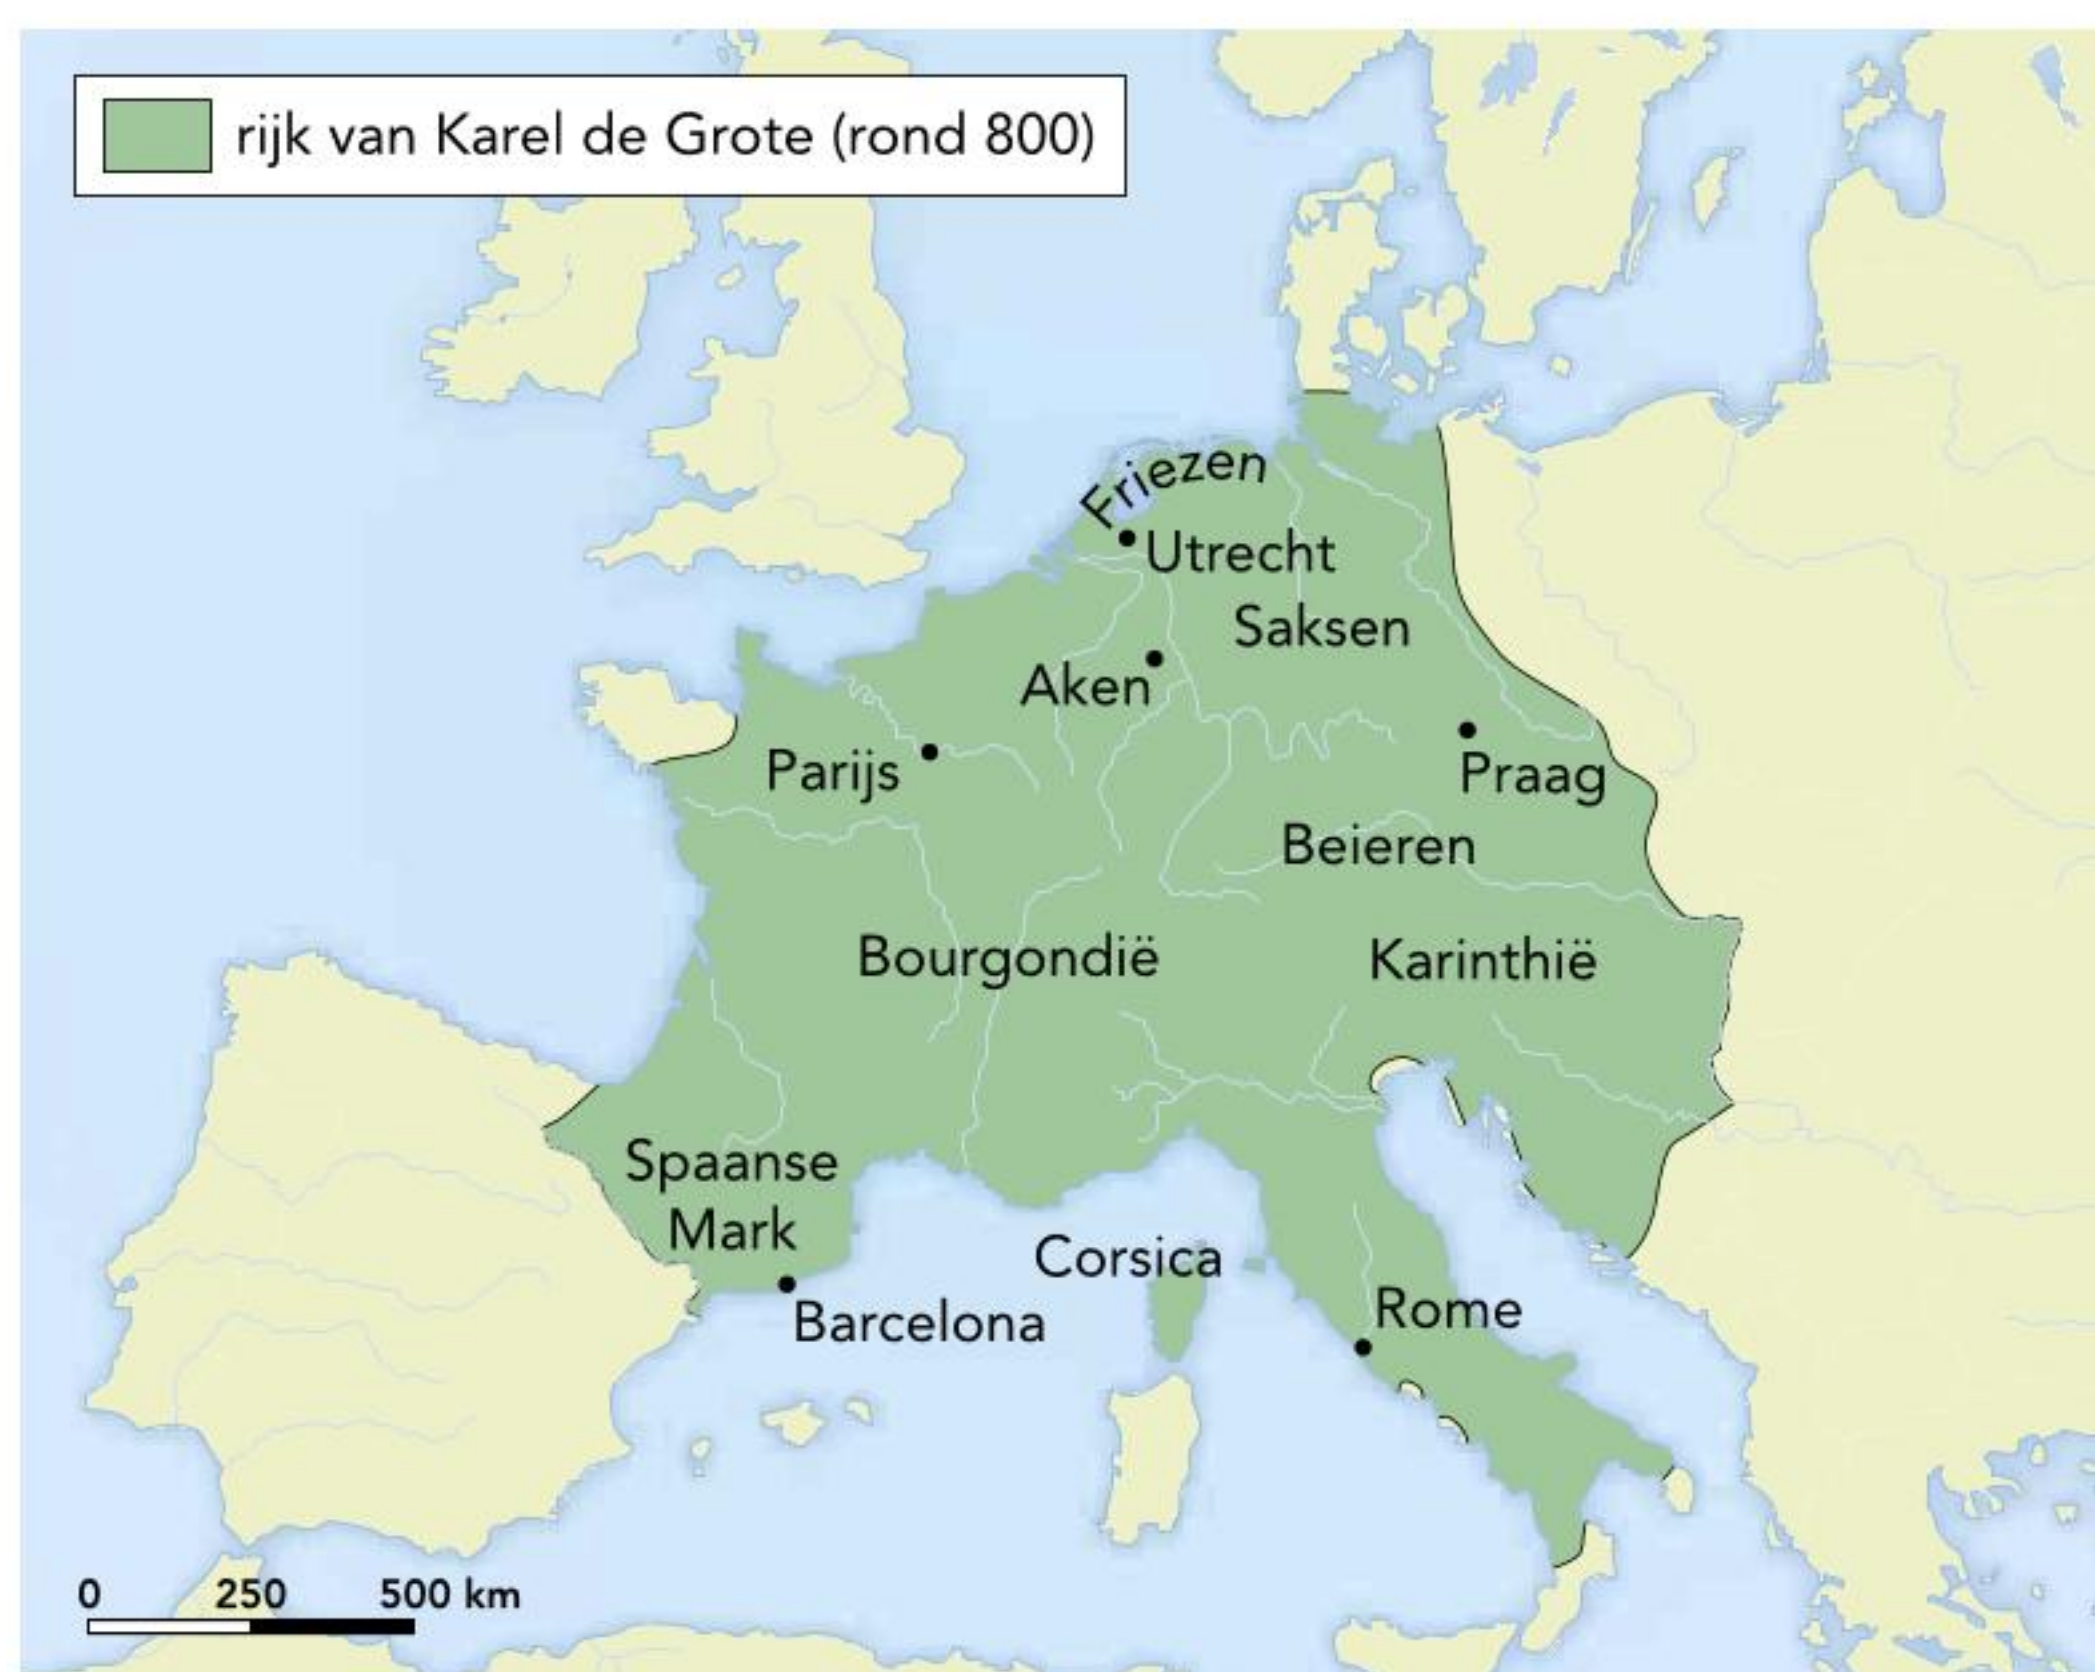 rijk van Karel de Grote (rond 800)
Friezen
Utrecht
Saksen
Aken
Parijs
Praag
Beieren
Bourgondië
Karinthië
Spaanse
Mark
Corsica
Barcelona
Rome
0 250 500 km